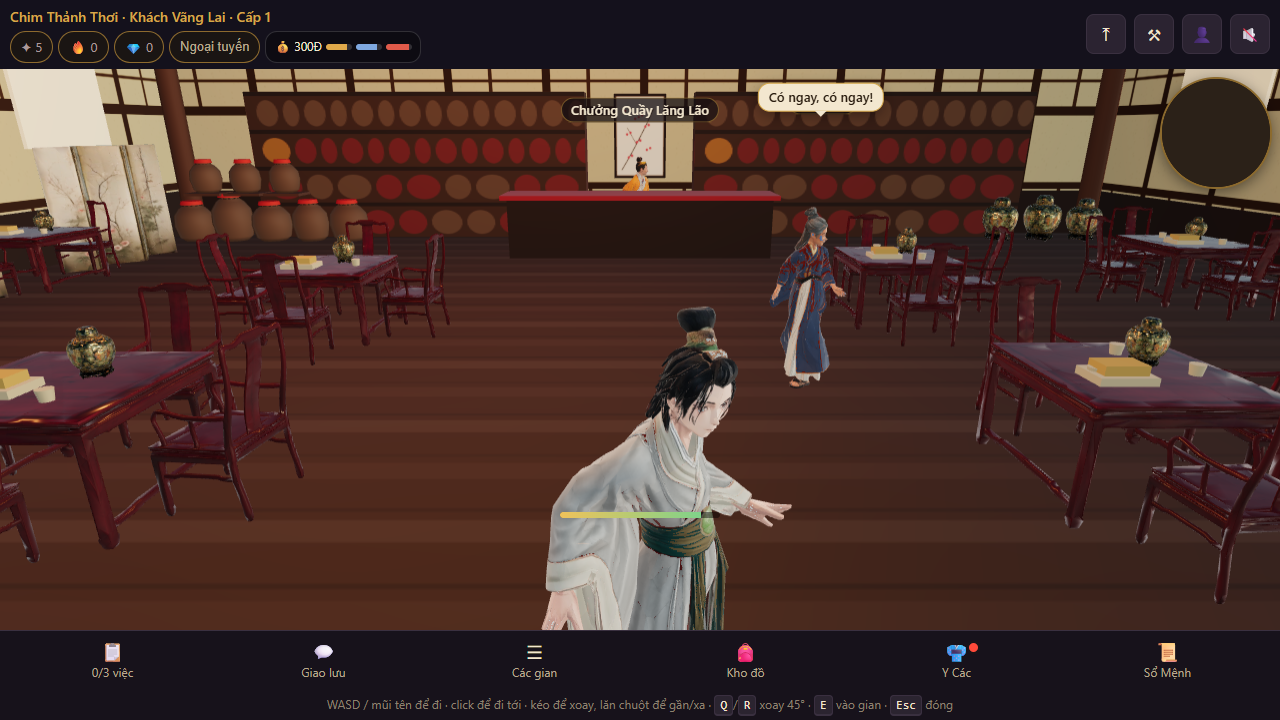 Chim Thảnh Thơi · Khách Vãng Lai · Cấp 1
5
0
0
Ngoại tuyến
300Đ
Chưởng Quầy Lãng Lão
Có ngay, có ngay!
0/3 việc
Giao lưu
Các gian
Kho đồ
Y Các
Sổ Mệnh
WASD / mũi tên để đi · click để đi tới · kéo để xoay, lăn chuột để gần/xa · Q / R xoay 45° · E vào gian · Esc đóng